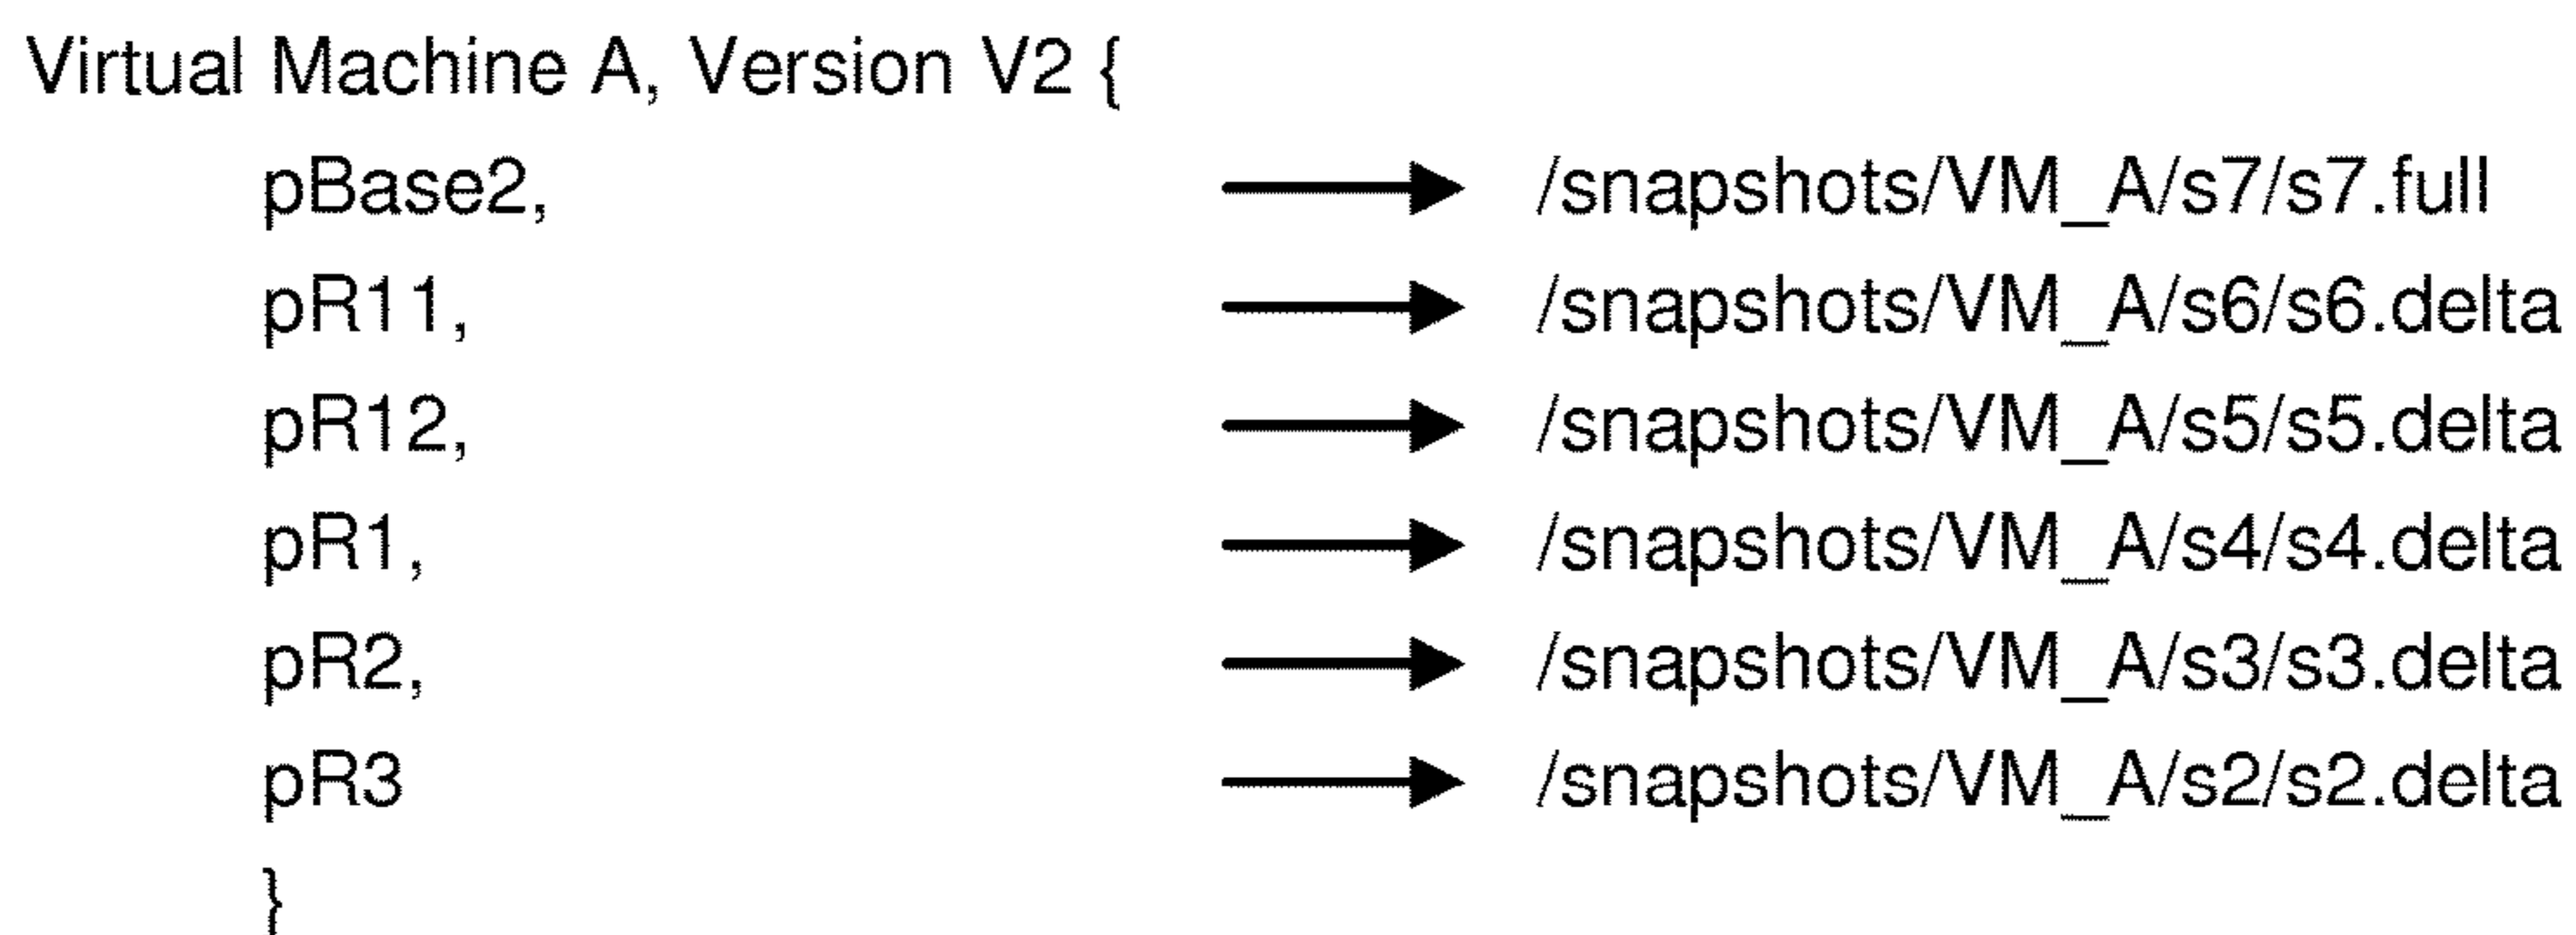 Virtual Machine A, Version V2 {
pBase2, /snapshots/VM_A/s7/s7.full
pR11, /snapshots/VM_A/s6/s6.delta
pR12, /snapshots/VM_A/s5/s5.delta
pR1, /snapshots/VM_A/s4/s4.delta
pR2, /snapshots/VM_A/s3/s3.delta
pR3 /snapshots/VM_A/s2/s2.delta
}